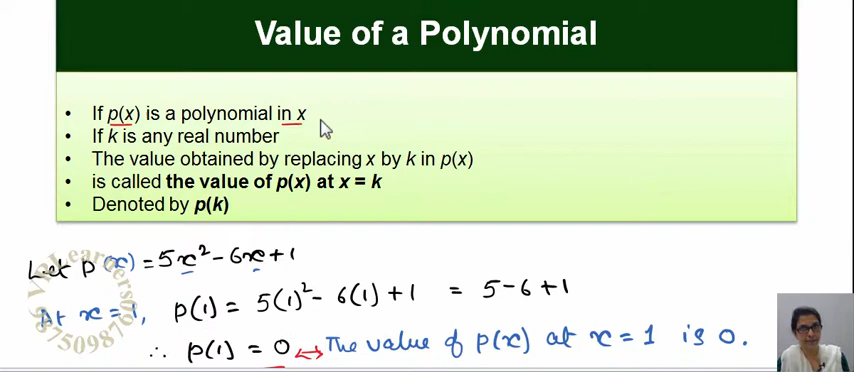 Value of a Polynomial
• If p(x) is a polynomial in x
• If k is any real number
• The value obtained by replacing x by k in p(x)
• is called the value of p(x) at x = k
• Denoted by p(k)
Let p(x) = 5x² - 6x + 1
At x = 1, p(1) = 5(1)² - 6(1) + 1 = 5 - 6 + 1
∴ p(1) = 0 ↔ The value of p(x) at x = 1 is 0.